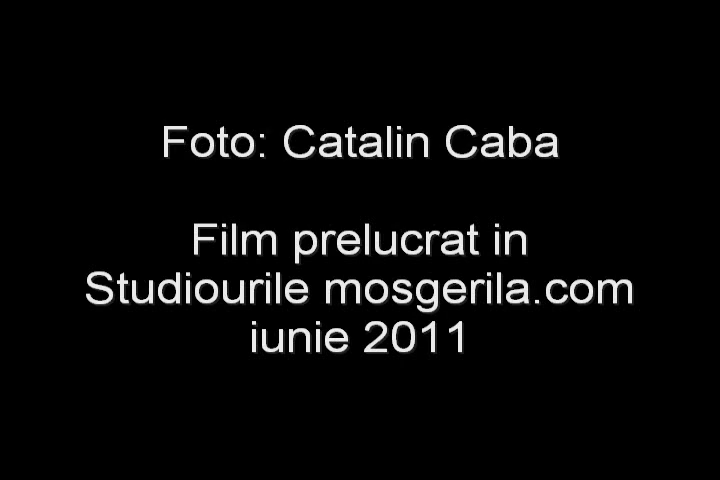 Foto: Catalin Caba
Film prelucrat in
Studiourile mosgerila.com
iunie 2011